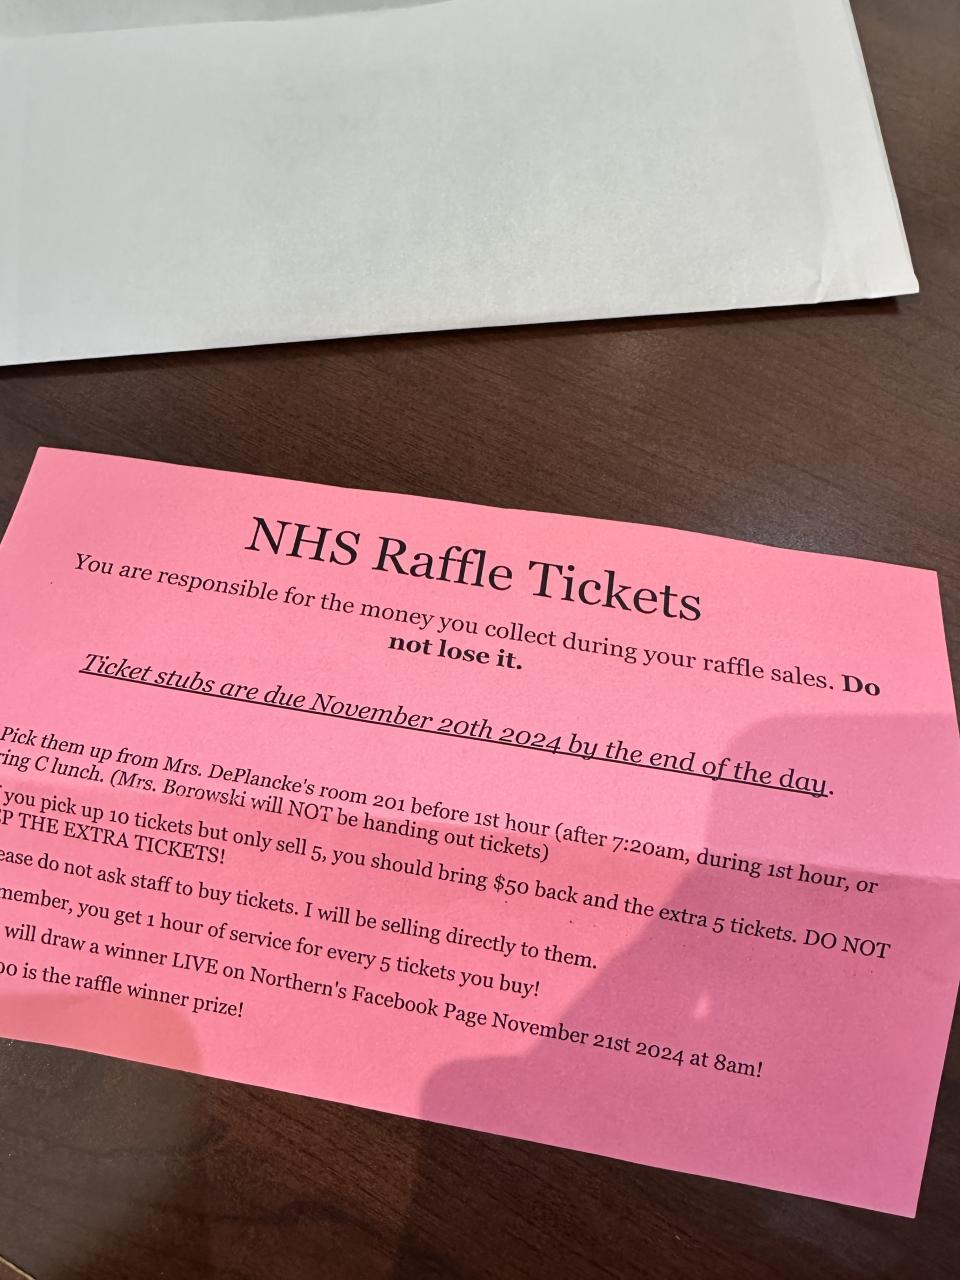 NHS Raffle Tickets
You are responsible for the money you collect during your raffle sales. Do
not lose it.
Ticket stubs are due November 20th 2024 by the end of the day.
Pick them up from Mrs. DePlancke's room 201 before 1st hour (after 7:20am, during 1st hour, or
C lunch. (Mrs. Borowski will NOT be handing out tickets)
you pick up 10 tickets but only sell 5, you should bring $50 back and the extra 5 tickets. DO NOT
THE EXTRA TICKETS!
do not ask staff to buy tickets. I will be selling directly to them.
you get 1 hour of service for every 5 tickets you buy!
will draw a winner LIVE on Northern's Facebook Page November 21st 2024 at 8am!
is the raffle winner prize!